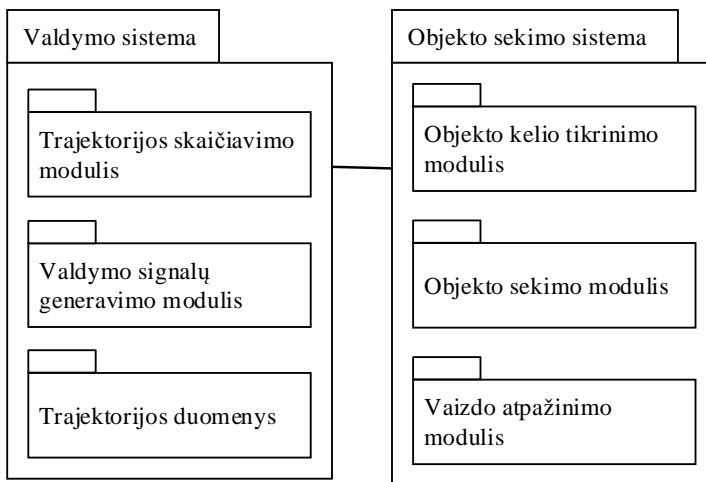 Valdymo sistema
Trajektorijos skaičiavimo
modulis
Valdymo signalų
generavimo modulis
Trajektorijos duomenys
Objekto sekimo sistema
Objekto kelio tikrinimo
modulis
Objekto sekimo modulis
Vaizdo atpažinimo
modulis